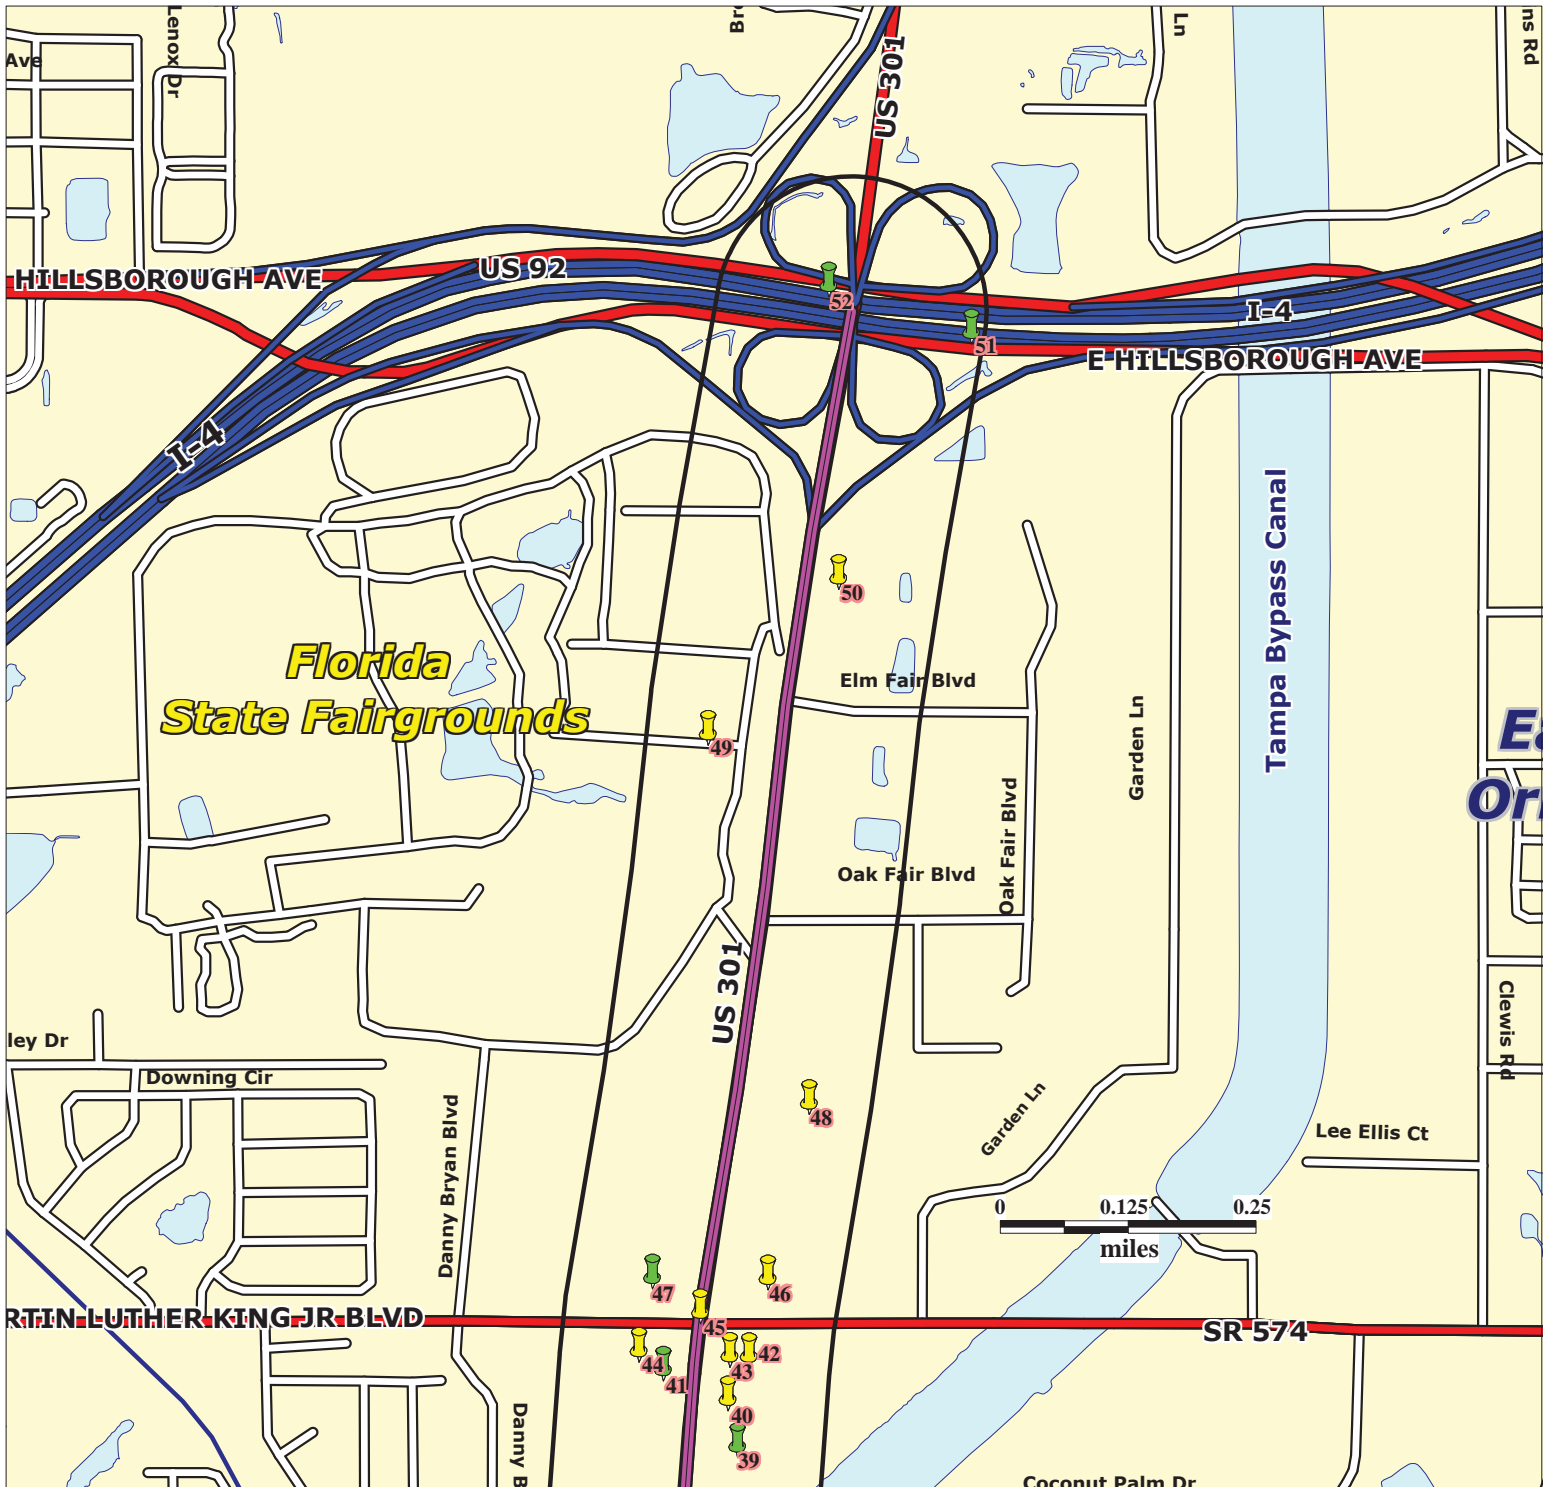 Lenox Dr
Bro
US 301
Ln
ns Rd
Ave
HILLSBOROUGH AVE
US 92
52
51
I-4
E HILLSBOROUGH AVE
I-4
50
Tampa Bypass Canal
Florida
State Fairgrounds
Elm Fair Blvd
49
Garden Ln
Ea
Ori
Oak Fair Blvd
Oak Fair Blvd
US 301
Clewis Rd
ley Dr
Downing Cir
48
Garden Ln
Danny Bryan Blvd
Lee Ellis Ct
0 0.125 0.25
miles
47
46
RTIN LUTHER KING JR BLVD
45
SR 574
44
43
42
41
40
39
Danny B
Coconut Palm Dr